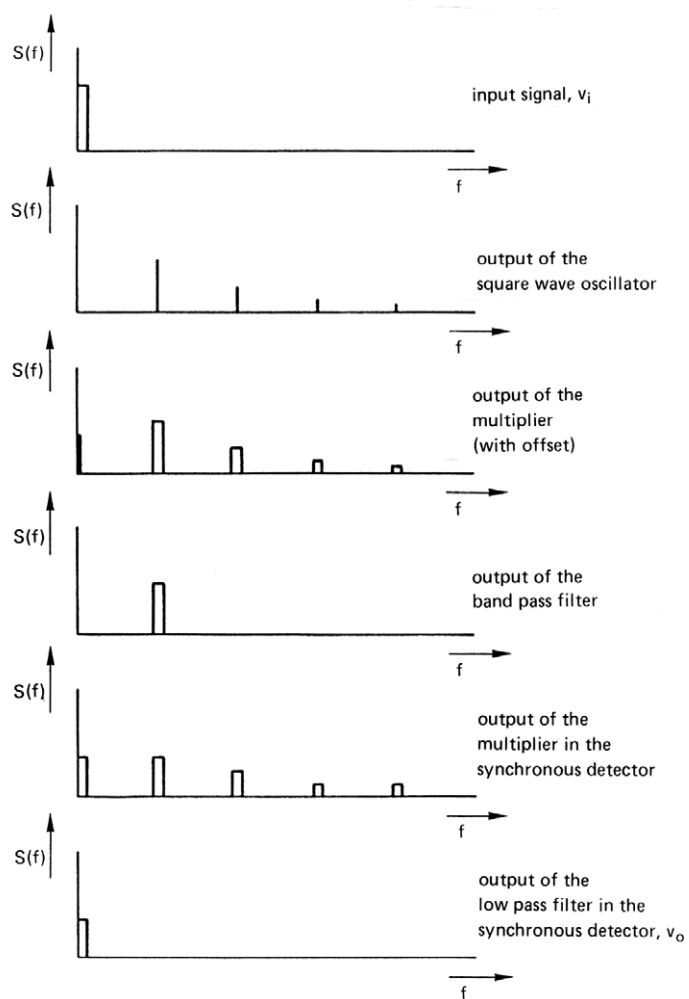 S(f)
input signal, vi
f
S(f)
output of the
square wave oscillator
f
S(f)
output of the
multiplier
(with offset)
f
S(f)
output of the
band pass filter
f
S(f)
output of the
multiplier in the
synchronous detector
f
S(f)
output of the
low pass filter in the
synchronous detector, vo
f